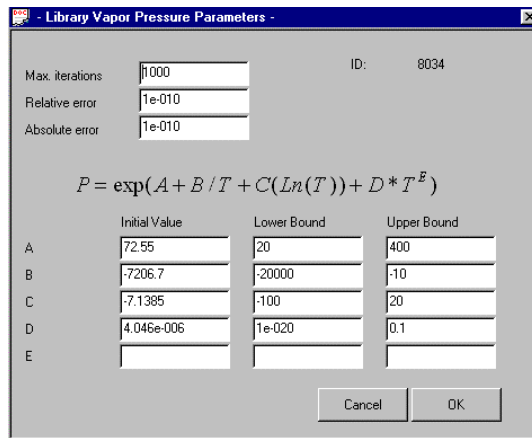 - Library Vapor Pressure Parameters -
Max. iterations 1000 ID: 8034
Relative error 1e-010
Absolute error 1e-010
P = exp(A + B / T + C(Ln(T)) + D * T^E)
Initial Value Lower Bound Upper Bound
A 72.55 20 400
B -7206.7 -20000 -10
C -7.1385 -100 20
D 4.046e-006 1e-020 0.1
E
Cancel OK